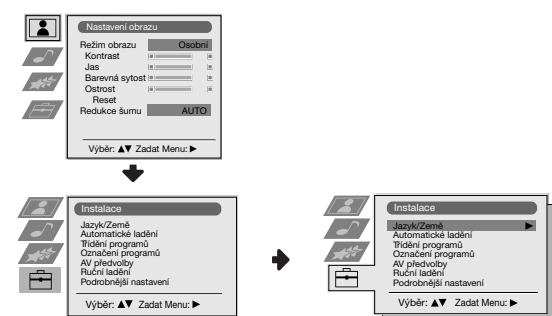 Nastavení obrazu
Režim obrazu Osobní
Kontrast
Jas
Barevná sytost
Ostrost
Reset
Redukce šumu AUTO
Výběr: ▲▼ Zadat Menu: ▶
Instalace
Jazyk/Země
Automatické ladění
Třídění programů
Označení programů
AV předvolby
Ruční ladění
Podrobnější nastavení
Výběr: ▲▼ Zadat Menu: ▶
Instalace
Jazyk/Země ▶
Automatické ladění
Třídění programů
Označení programů
AV předvolby
Ruční ladění
Podrobnější nastavení
Výběr: ▲▼ Zadat Menu: ▶